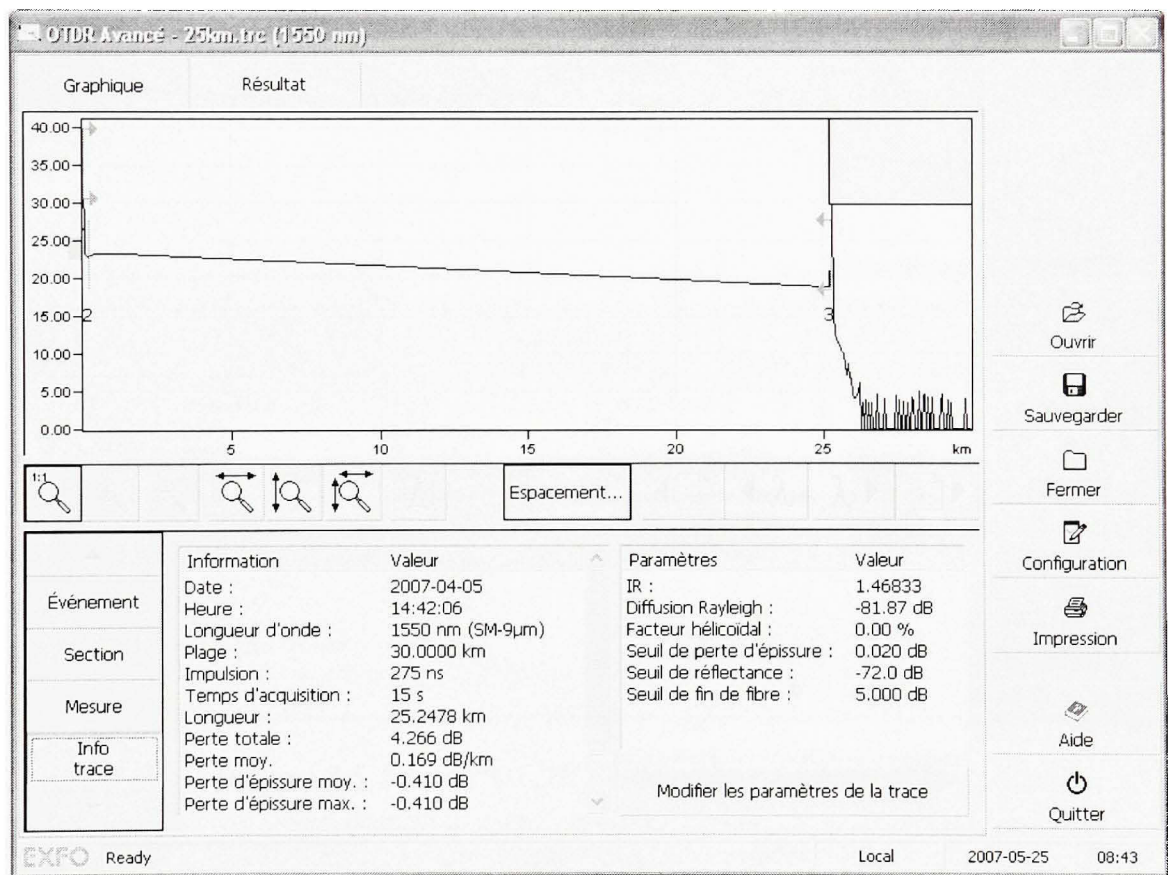 OTDR Avancé - 25km.trc (1550 nm)
Graphique Résultat
40.00
35.00
30.00
25.00
20.00
15.00
10.00
5.00
0.00
2
3
5 10 15 20 25 km
1:1
Espacement...
Événement
Section
Mesure
Info
trace
Information Valeur
Date : 2007-04-05
Heure : 14:42:06
Longueur d'onde : 1550 nm (SM-9µm)
Plage : 30.0000 km
Impulsion : 275 ns
Temps d'acquisition : 15 s
Longueur : 25.2478 km
Perte totale : 4.266 dB
Perte moy. 0.169 dB/km
Perte d'épissure moy. : -0.410 dB
Perte d'épissure max. : -0.410 dB
Paramètres Valeur
IR : 1.46833
Diffusion Rayleigh : -81.87 dB
Facteur hélicoïdal : 0.00 %
Seuil de perte d'épissure : 0.020 dB
Seuil de réflectance : -72.0 dB
Seuil de fin de fibre : 5.000 dB
Modifier les paramètres de la trace
Ouvrir
Sauvegarder
Fermer
Configuration
Impression
Aide
Quitter
EXFO Ready Local 2007-05-25 08:43